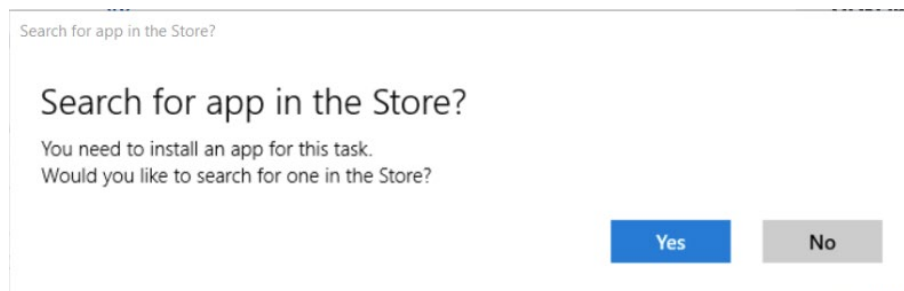 Search for app in the Store?
Search for app in the Store?
You need to install an app for this task.
Would you like to search for one in the Store?
Yes No